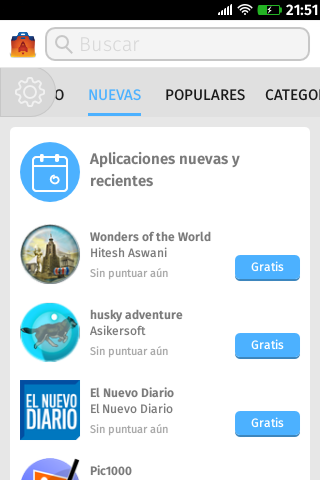 21:51
Buscar
O NUEVAS POPULARES CATEGOR
Aplicaciones nuevas y
recientes
Wonders of the World
Hitesh Aswani
Sin puntuar aún
Gratis
husky adventure
Asikersoft
Sin puntuar aún
Gratis
EL NUEVO
DIARIO
El Nuevo Diario
El Nuevo Diario
Sin puntuar aún
Gratis
Pic1000